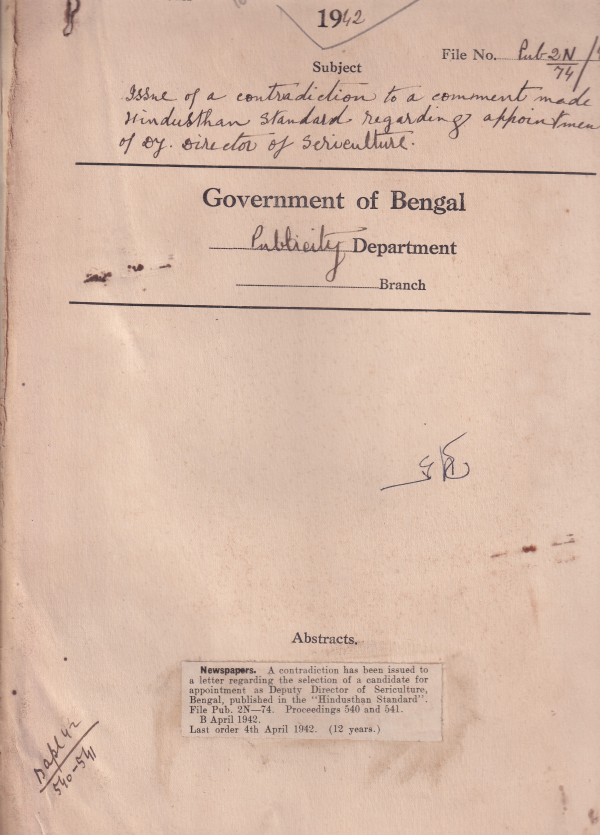 1942
File No. Pub 2N/74
Subject
Issue of a contradiction to a comment made
Hindusthan Standard regarding appointmen
of Dy. Director of Sericulture.
Government of Bengal
Publicity Department
Branch
Abstracts.
Newspapers. A contradiction has been issued to
a letter regarding the selection of a candidate for
appointment as Deputy Director of Sericulture,
Bengal, published in the "Hindusthan Standard".
File Pub. 2N—74. Proceedings 540 and 541.
B April 1942.
Last order 4th April 1942. (12 years.)
540-541